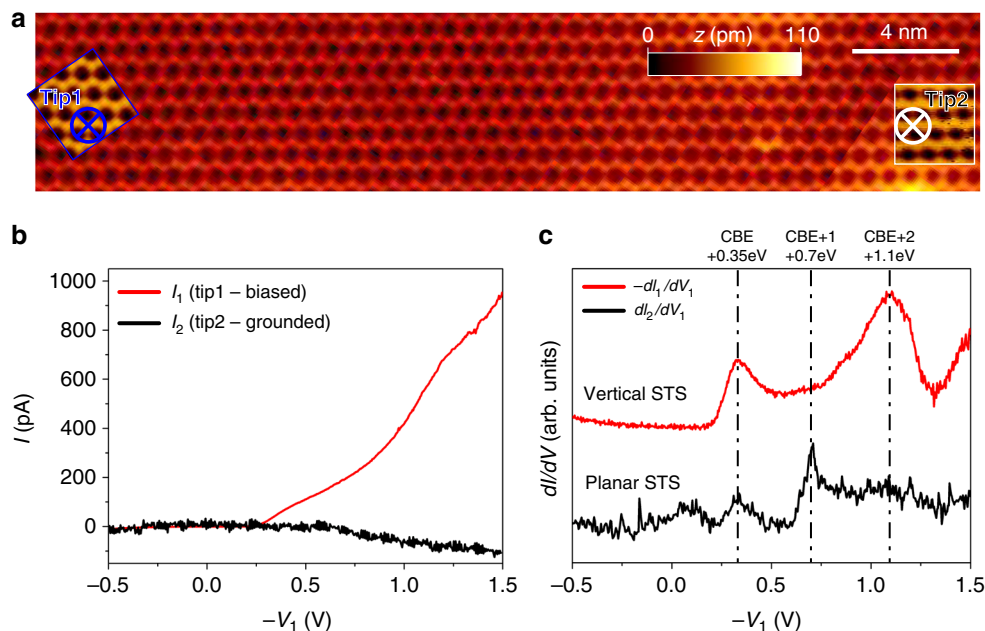 a
0 z (pm) 110
4 nm
Tip1
Tip2
b
1000
800
600
400
200
0
I (pA)
I₁ (tip1 – biased)
I₂ (tip2 – grounded)
–0.5 0.0 0.5 1.0 1.5
–V₁ (V)
c
CBE CBE+1 CBE+2
+0.35eV +0.7eV +1.1eV
–dI₁/dV₁
dI₂/dV₁
Vertical STS
Planar STS
dI/dV (arb. units)
–0.5 0.0 0.5 1.0 1.5
–V₁ (V)